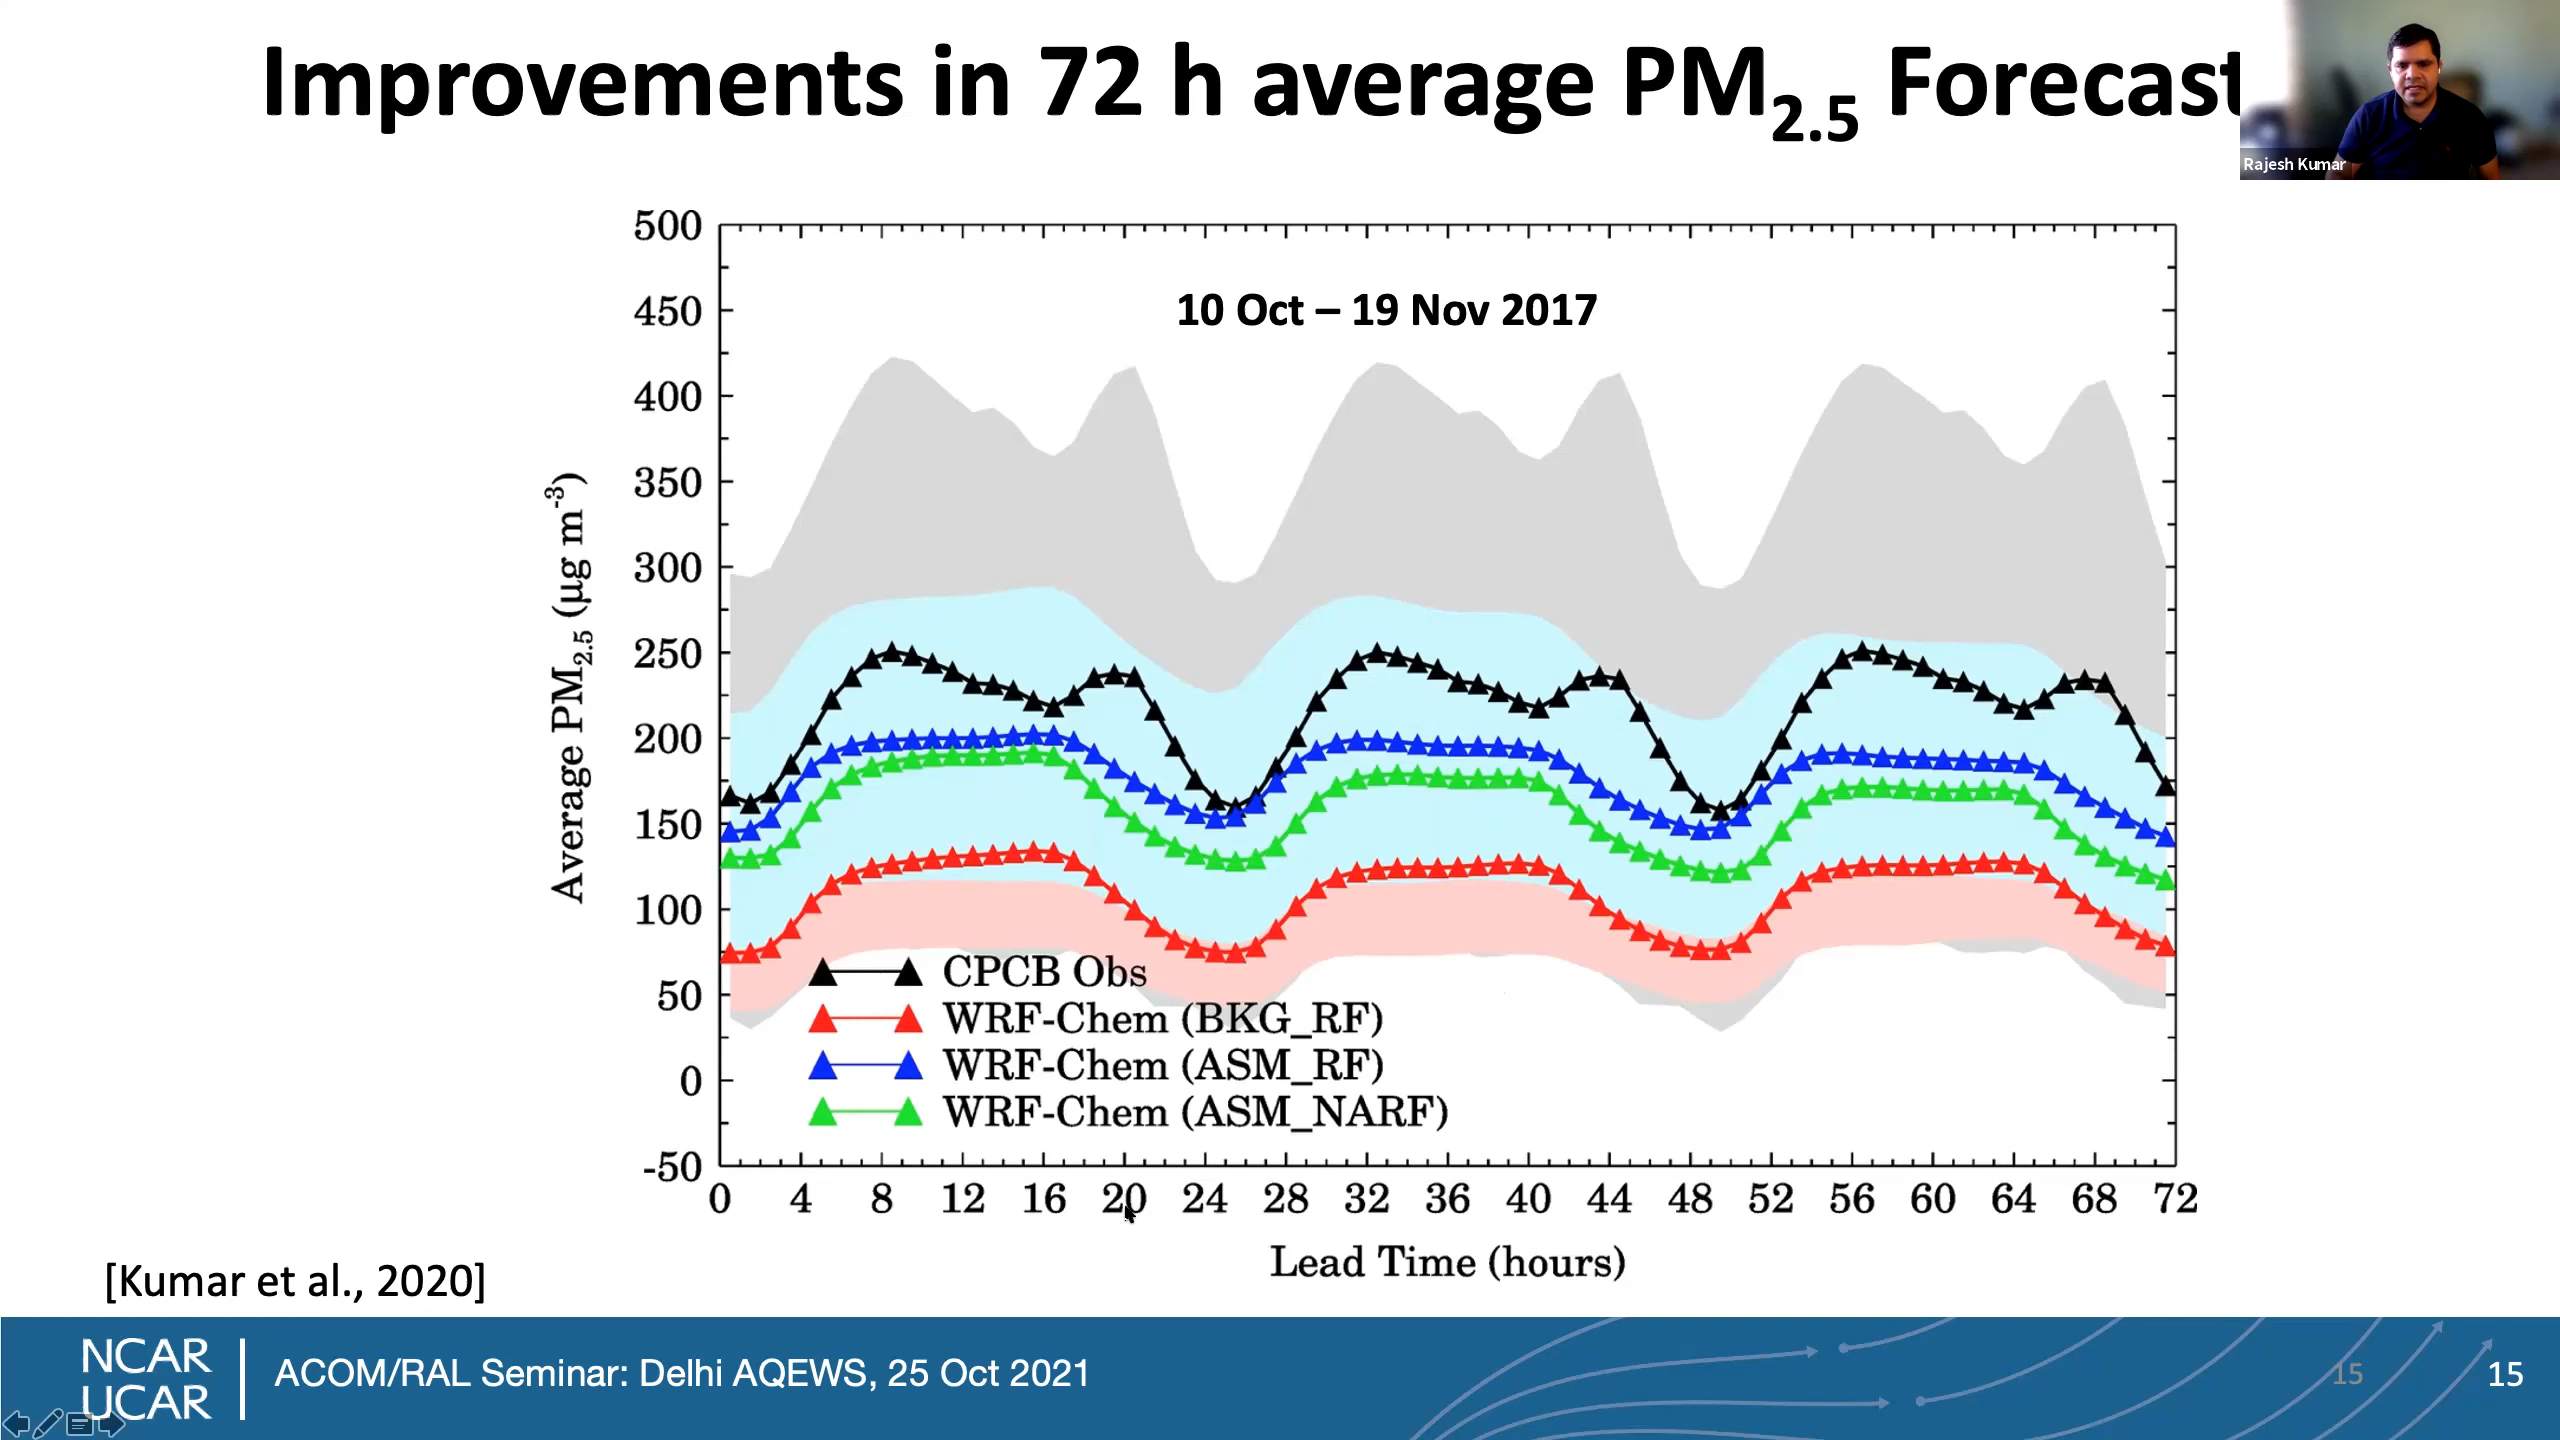 Improvements in 72 h average PM2.5 Forecast
Rajesh Kumar
10 Oct – 19 Nov 2017
500
450
400
350
300
250
200
150
100
50
0
-50
Average PM2.5 (µg m-3)
CPCB Obs
WRF-Chem (BKG_RF)
WRF-Chem (ASM_RF)
WRF-Chem (ASM_NARF)
0 4 8 12 16 20 24 28 32 36 40 44 48 52 56 60 64 68 72
Lead Time (hours)
[Kumar et al., 2020]
NCAR
UCAR
ACOM/RAL Seminar: Delhi AQEWS, 25 Oct 2021
15
15